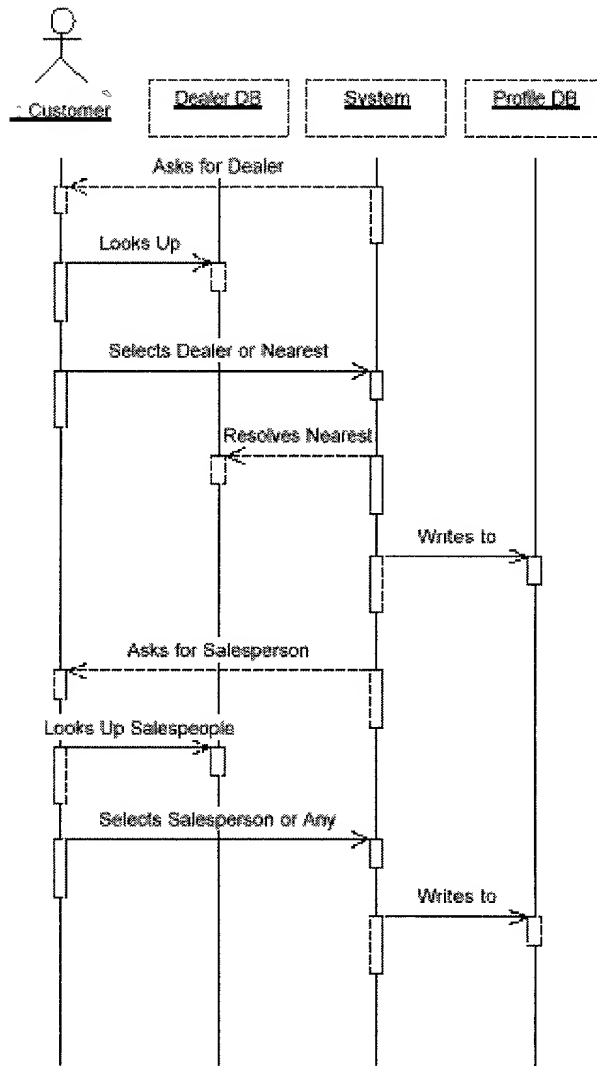 : Customer
Dealer DB
System
Profile DB
Asks for Dealer
Looks Up
Selects Dealer or Nearest
Resolves Nearest
Writes to
Asks for Salesperson
Looks Up Salespeople
Selects Salesperson or Any
Writes to